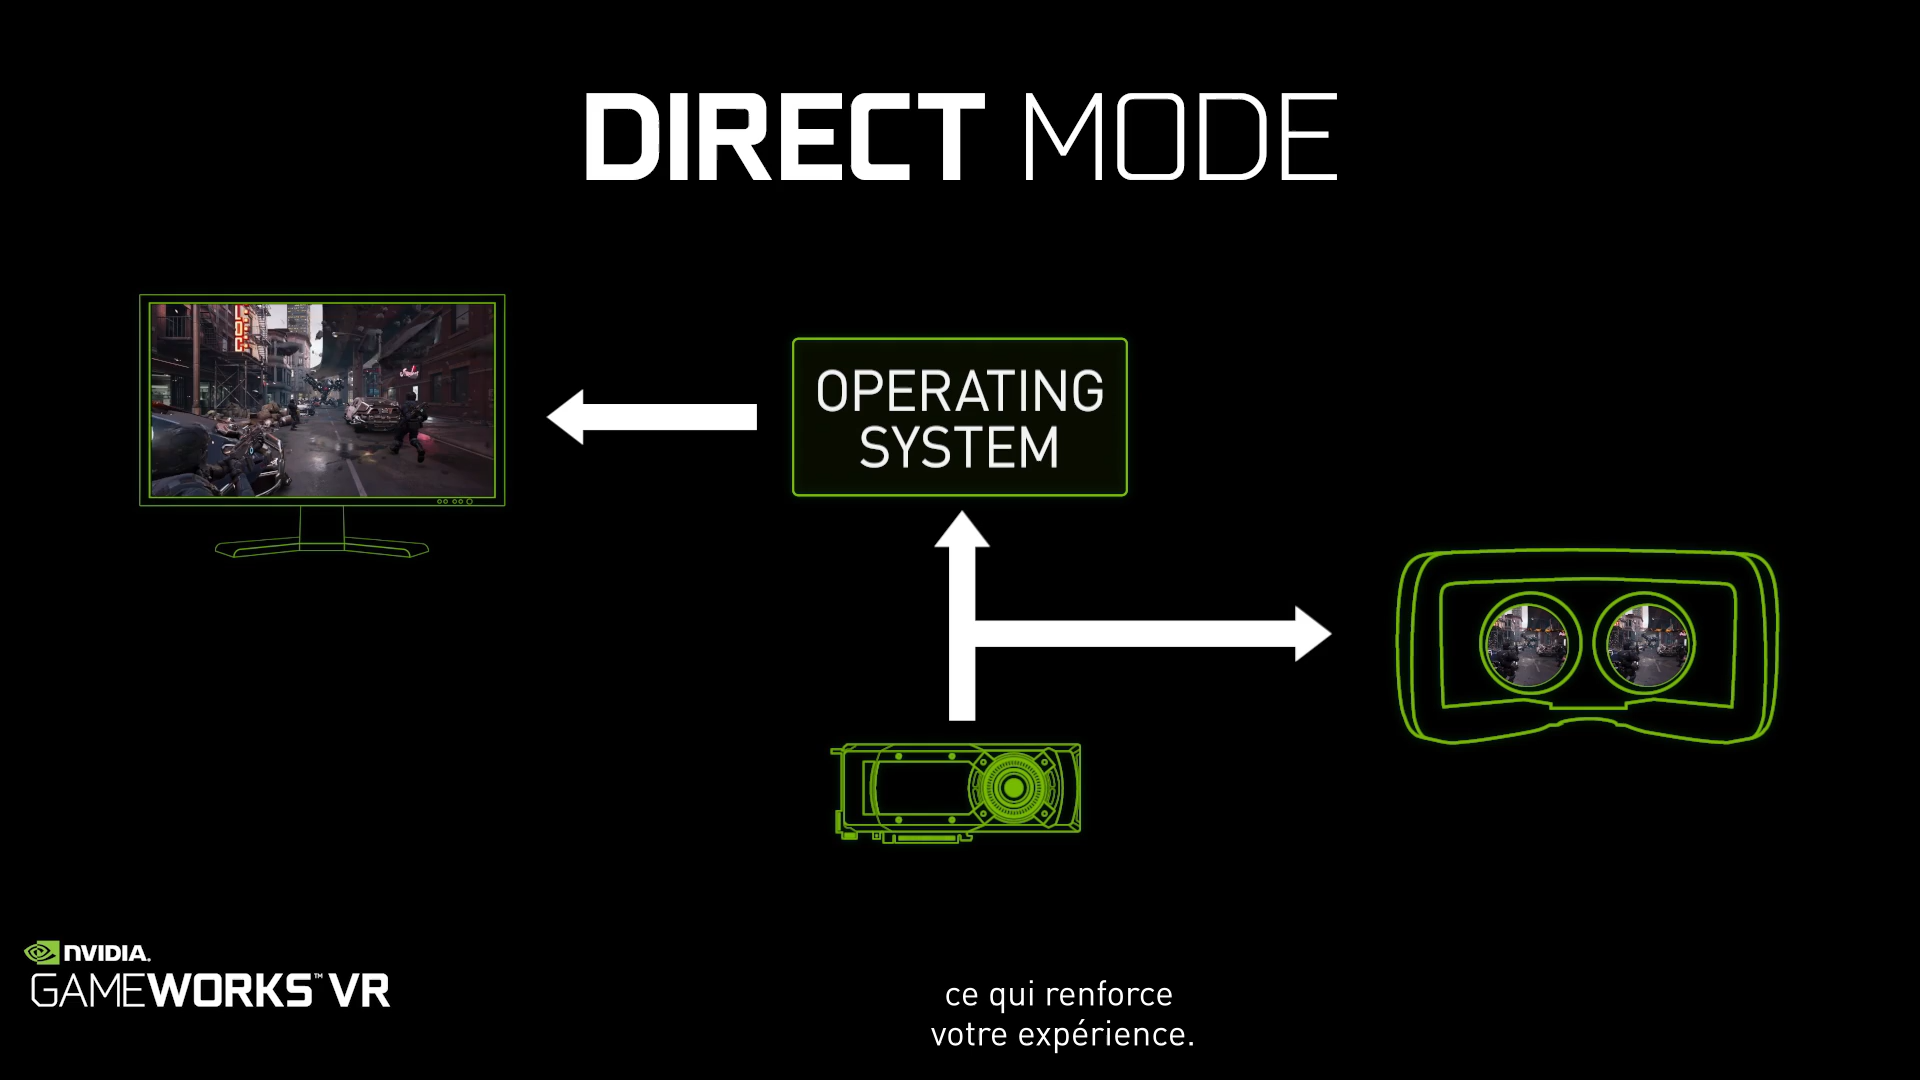 DIRECT MODE
OPERATING
SYSTEM
NVIDIA.
GAMEWORKS™ VR
ce qui renforce
votre expérience.